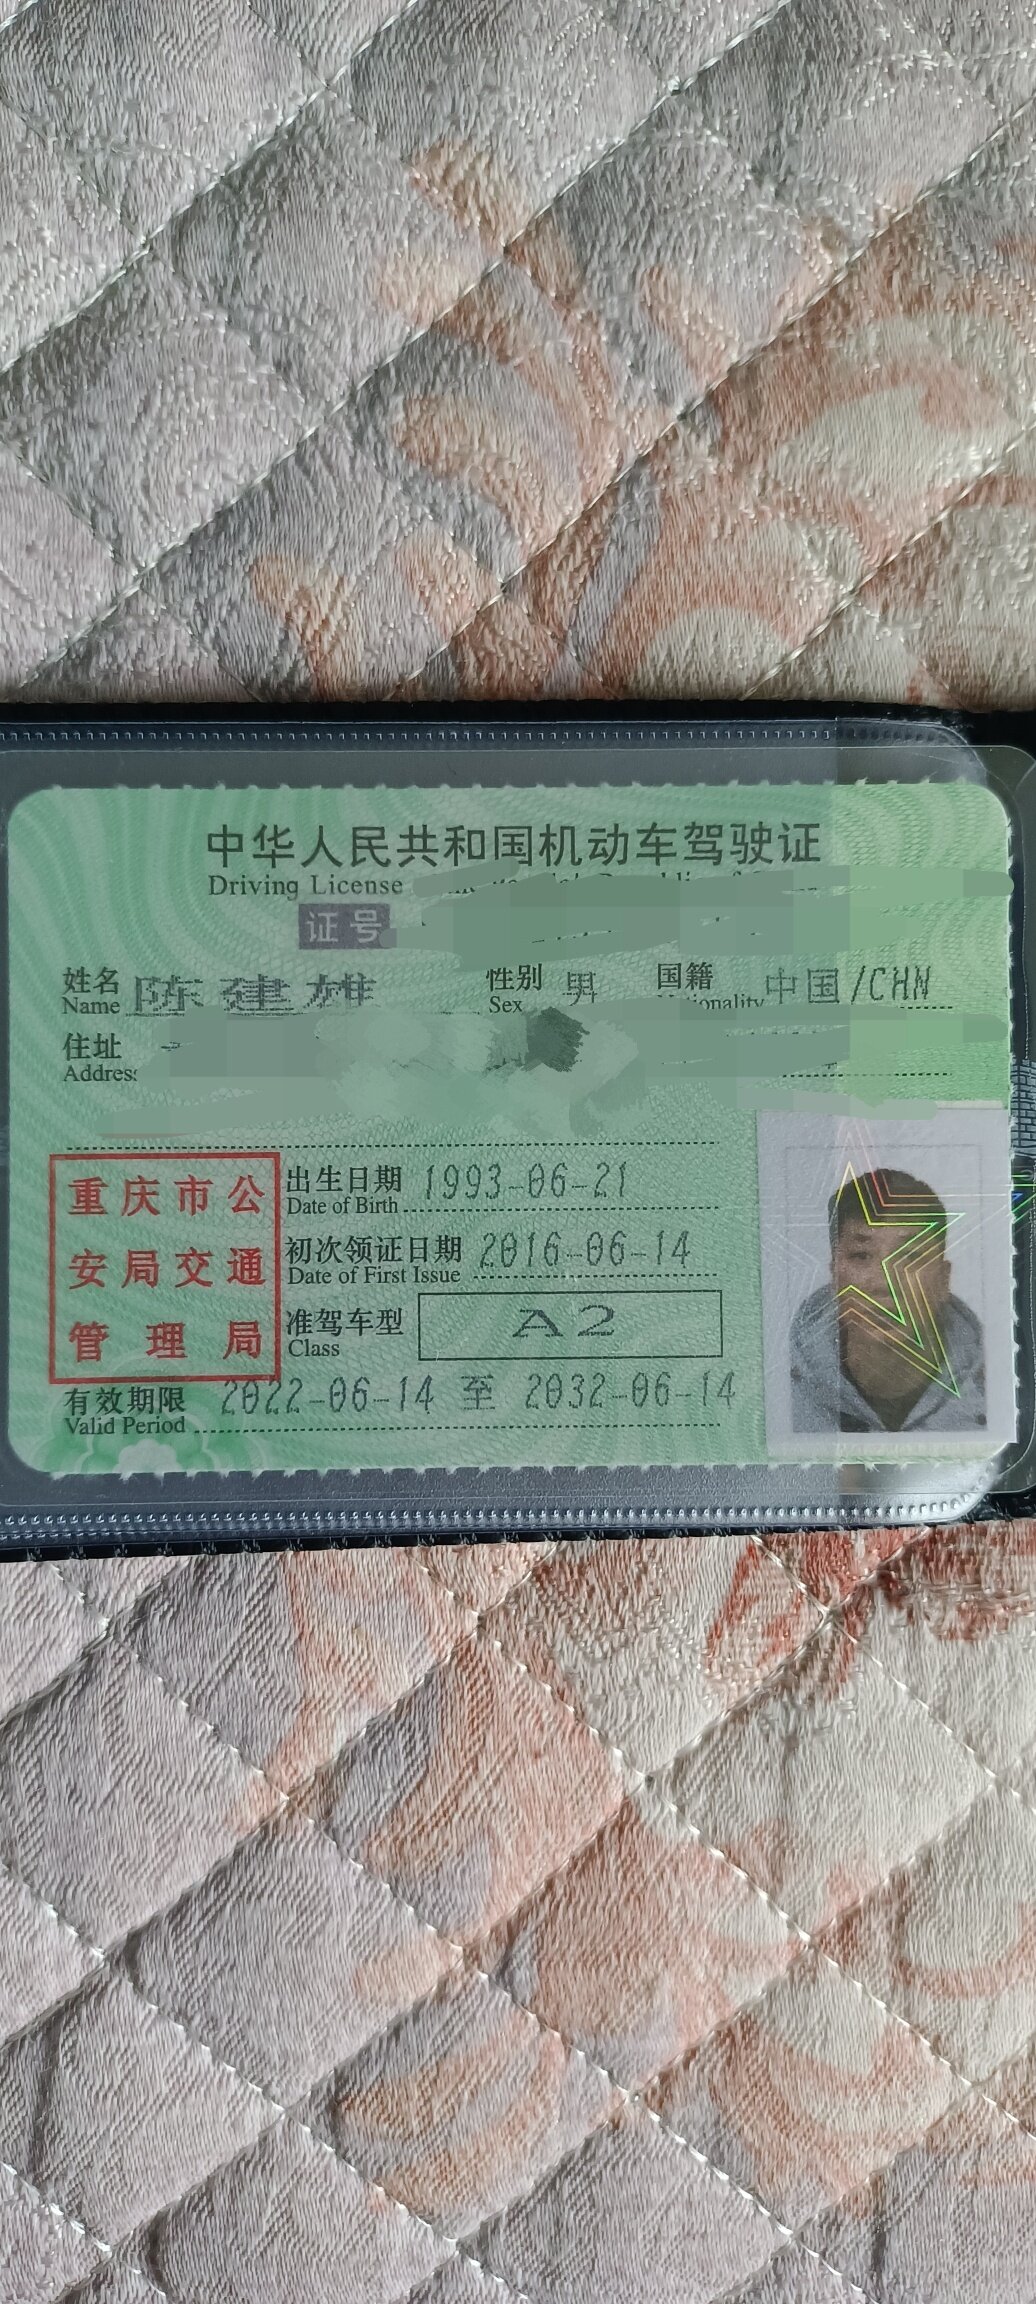 中华人民共和国机动车驾驶证
Driving License
证号
姓名 陈建雄 性别 男 国籍 中国/CHN
Name Sex Nationality
住址
Address
重庆市公
安局交通
管理局
出生日期 1993-06-21
Date of Birth
初次领证日期 2016-06-14
Date of First Issue
准驾车型 A2
Class
有效期限 2022-06-14 至 2032-06-14
Valid Period